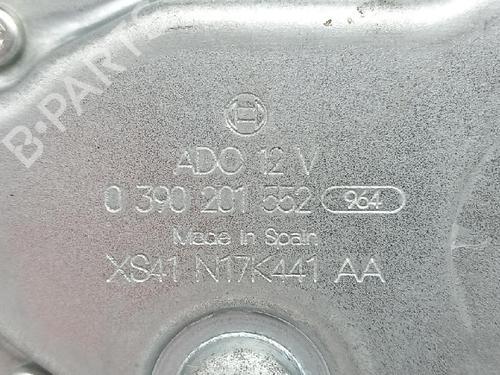 B-PARTS
ADO 12 V
0 390 201 552 964
Made in Spain
XS41 N17K441 AA